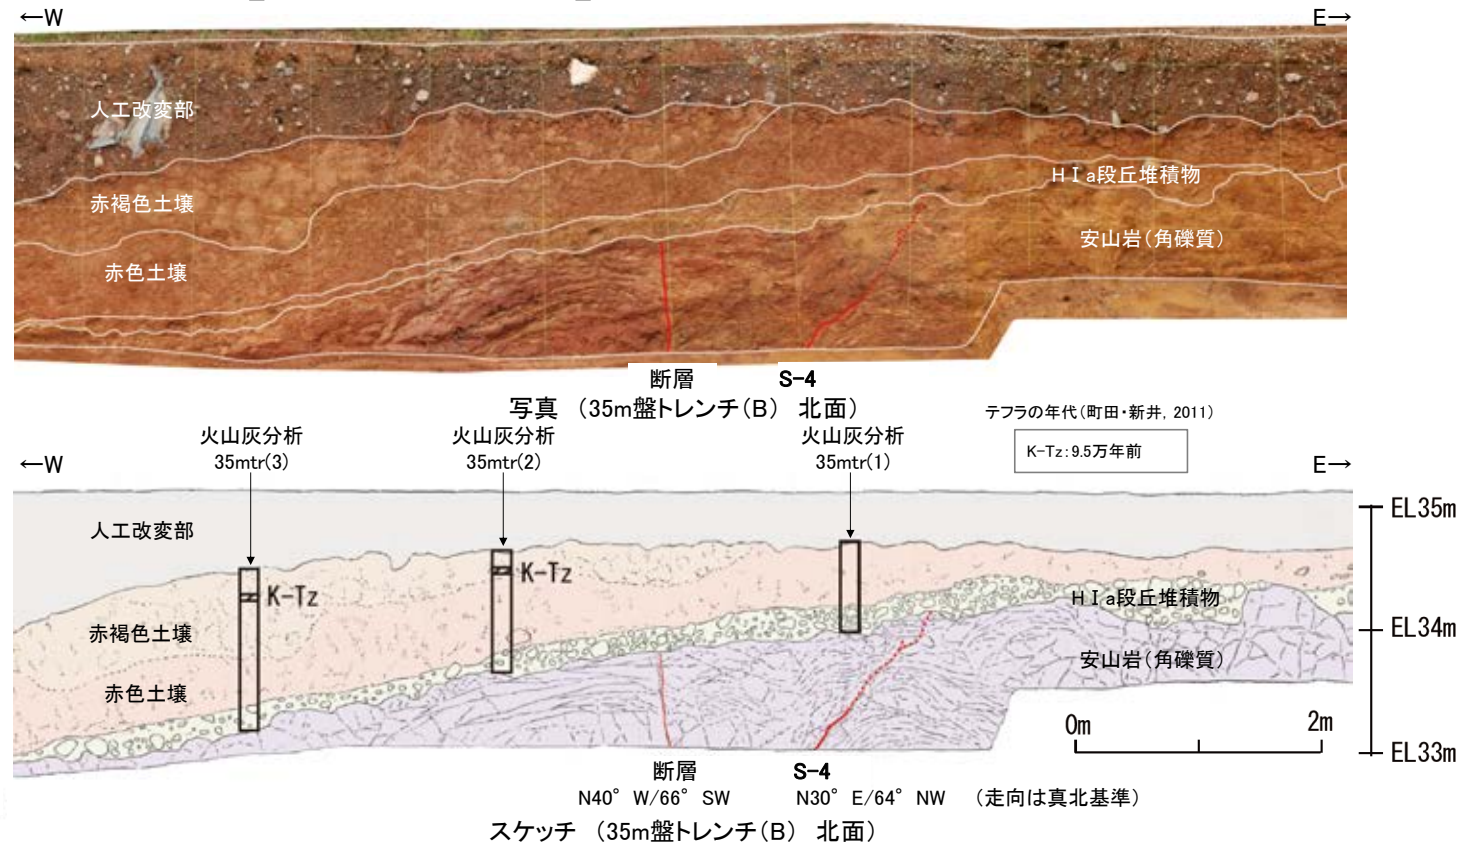 ←W
E→
人工改変部
赤褐色土壌
赤色土壌
HⅠa段丘堆積物
安山岩(角礫質)
断層
S-4
写真 (35m盤トレンチ(B) 北面)
テフラの年代(町田・新井, 2011)
K-Tz:9.5万年前
火山灰分析
35mtr(3)
火山灰分析
35mtr(2)
火山灰分析
35mtr(1)
←W
E→
人工改変部
K-Tz
K-Tz
赤褐色土壌
赤色土壌
HⅠa段丘堆積物
安山岩(角礫質)
EL35m
EL34m
EL33m
0m
2m
断層
S-4
N40° W/66° SW
N30° E/64° NW
(走向は真北基準)
スケッチ (35m盤トレンチ(B) 北面)